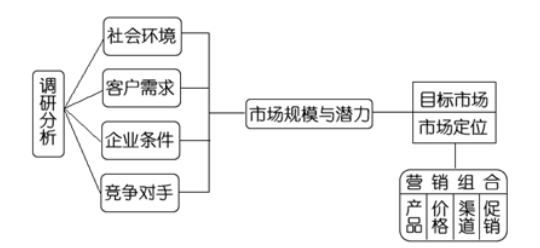 调研分析
社会环境
客户需求
企业条件
竞争对手
市场规模与潜力
目标市场
市场定位
营销组合
产品
价格
渠道
促销